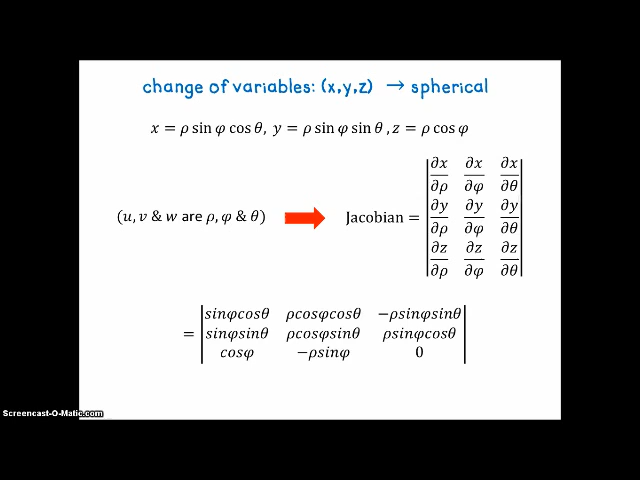 change of variables: (x,y,z) → spherical
x = ρ sin φ cos θ, y = ρ sin φ sin θ , z = ρ cos φ
(u, v & w are ρ, φ & θ)
Jacobian = | ∂x/∂ρ ∂x/∂φ ∂x/∂θ |
| ∂y/∂ρ ∂y/∂φ ∂y/∂θ |
| ∂z/∂ρ ∂z/∂φ ∂z/∂θ |
= | sinφcosθ ρcosφcosθ −ρsinφsinθ |
| sinφsinθ ρcosφsinθ ρsinφcosθ |
| cosφ −ρsinφ 0 |
Screencast-O-Matic.com